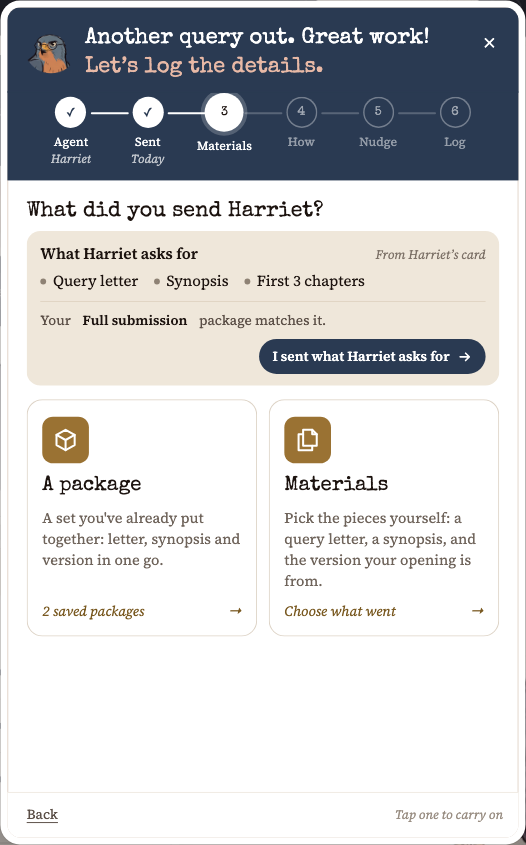 Another query out. Great work!
Let's log the details.
✕
✓ ✓ 3 4 5 6
Agent Sent Materials How Nudge Log
Harriet Today
What did you send Harriet?
What Harriet asks for From Harriet's card
• Query letter • Synopsis • First 3 chapters
Your Full submission package matches it.
I sent what Harriet asks for →
A package
A set you've already put
together: letter, synopsis and
version in one go.
2 saved packages →
Materials
Pick the pieces yourself: a
query letter, a synopsis, and
the version your opening is
from.
Choose what went →
Back Tap one to carry on